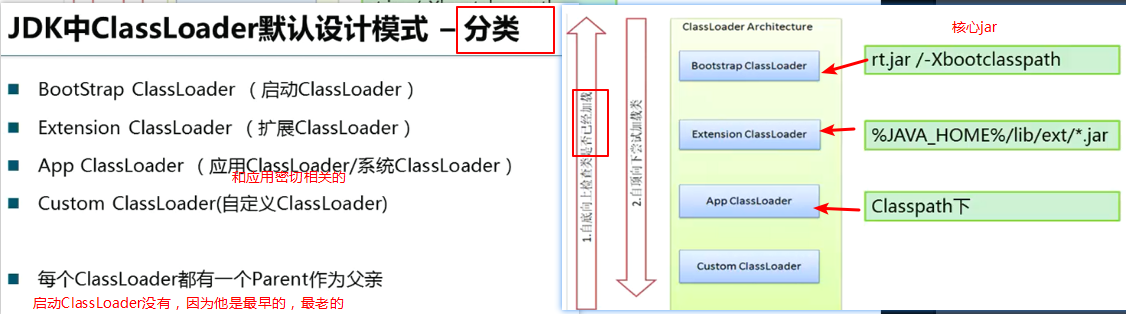 JDK中ClassLoader默认设计模式 – 分类
BootStrap ClassLoader （启动ClassLoader）
Extension ClassLoader （扩展ClassLoader）
App ClassLoader （应用ClassLoader/系统ClassLoader）
和应用密切相关的
Custom ClassLoader(自定义ClassLoader)
每个ClassLoader都有一个Parent作为父亲
启动ClassLoader没有，因为他是最早的，最老的
1.自底向上检查类是否已经加载
2.自顶向下尝试加载类
ClassLoader Architecture
Bootstrap ClassLoader
Extension ClassLoader
App ClassLoader
Custom ClassLoader
核心jar
rt.jar /-Xbootclasspath
%JAVA_HOME%/lib/ext/*.jar
Classpath下